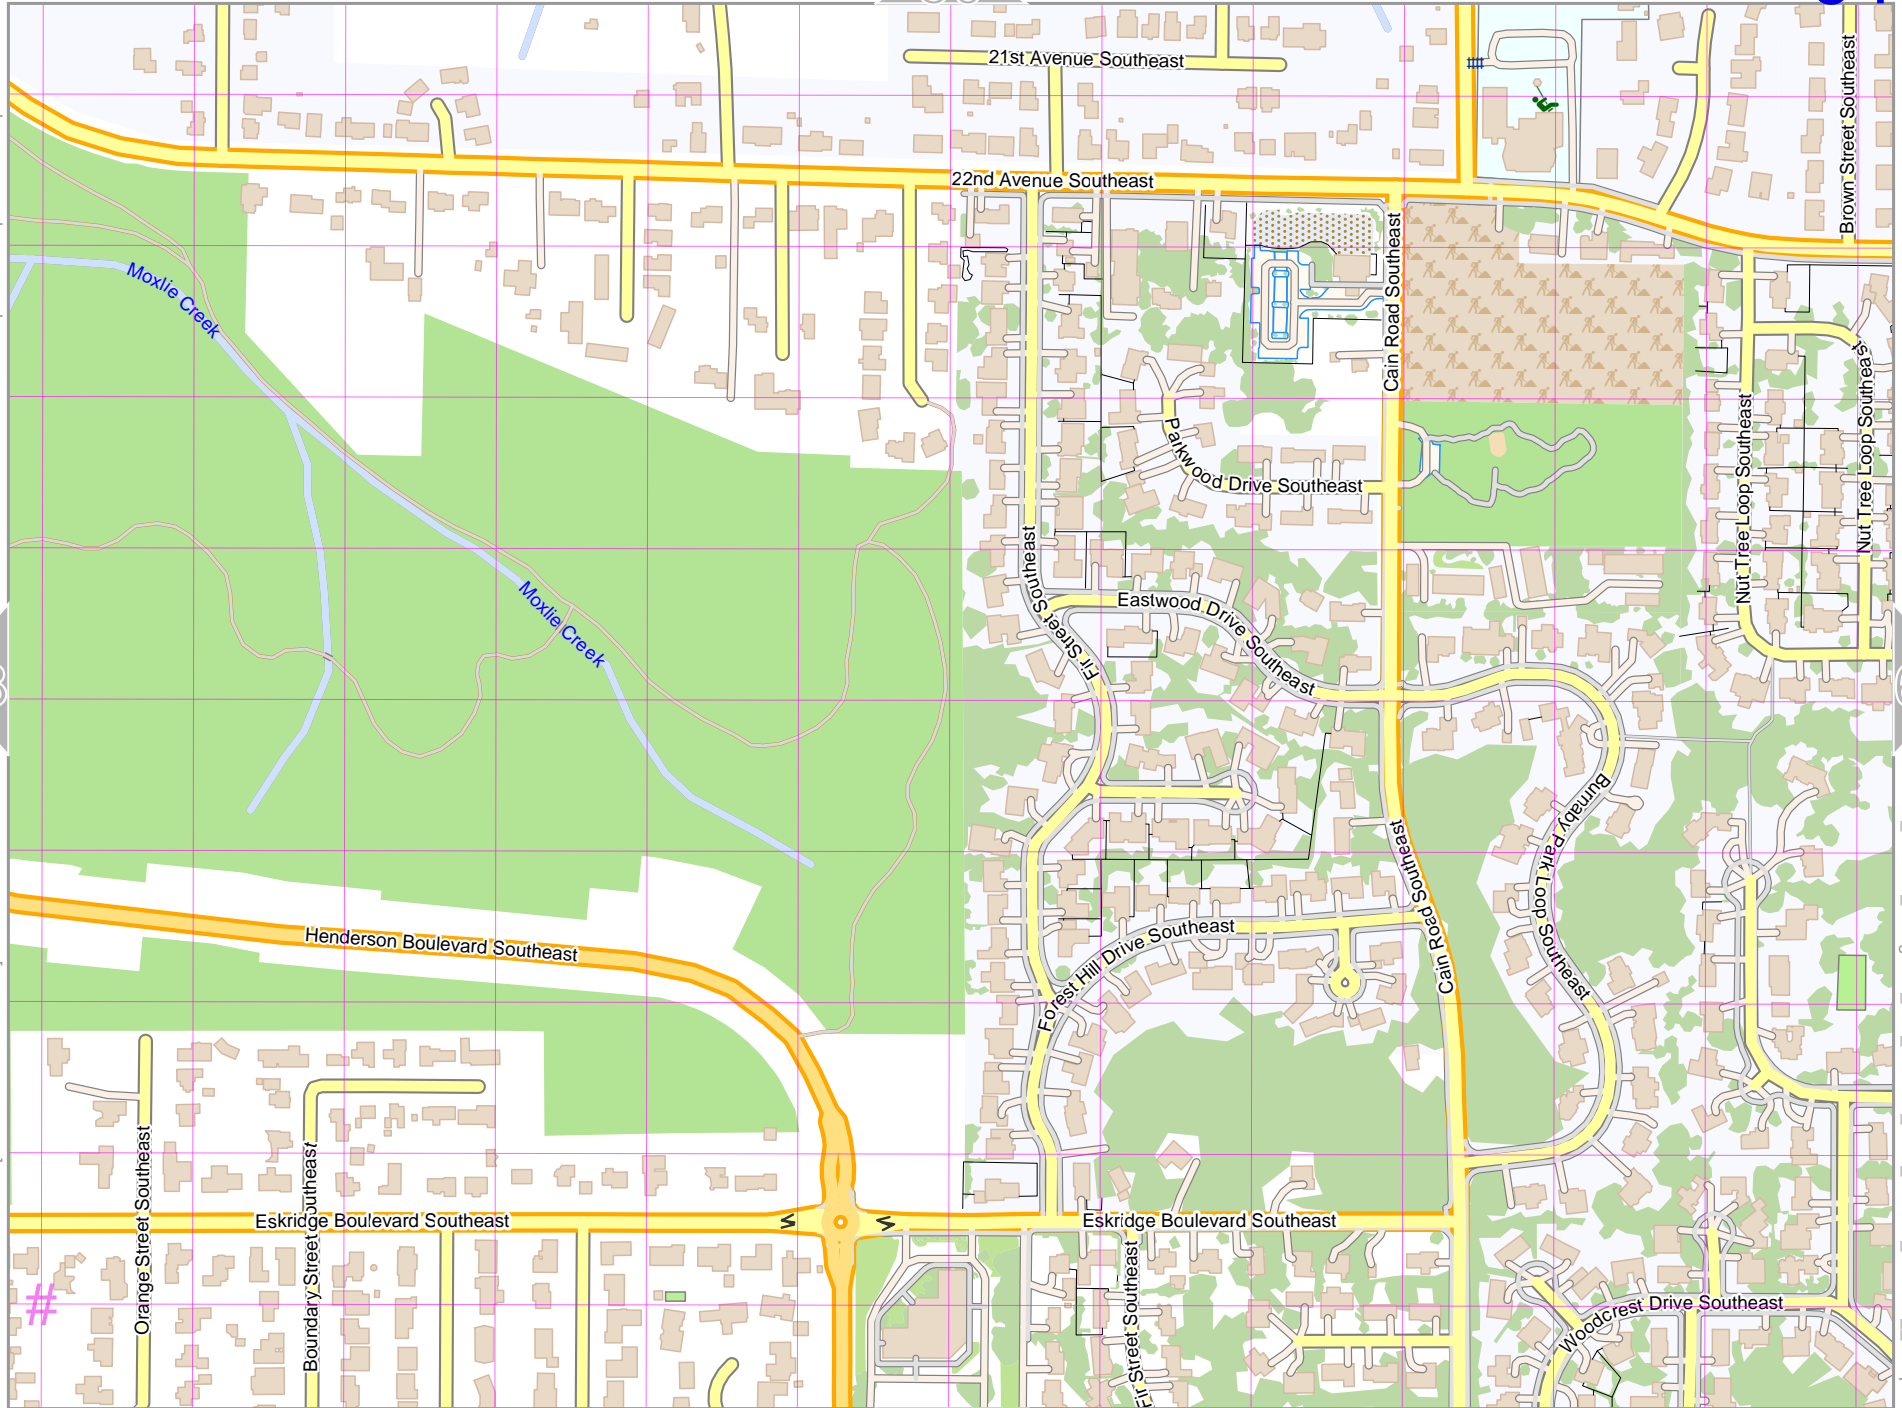 21st Avenue Southeast
Brown Street Southeast
22nd Avenue Southeast
Moxlie Creek
Cain Road Southeast
Nut Tree Loop Southeast
Nut Tree Loop Southeast
Parkwood Drive Southeast
Moxlie Creek
Fir Street Southeast
Eastwood Drive Southeast
Burnaby Park Loop Southeast
Cain Road Southeast
Henderson Boulevard Southeast
Forest Hill Drive Southeast
Orange Street Southeast
Boundary Street Southeast
Eskridge Boulevard Southeast
Eskridge Boulevard Southeast
Fir Street Southeast
Woodcrest Drive Southeast
#